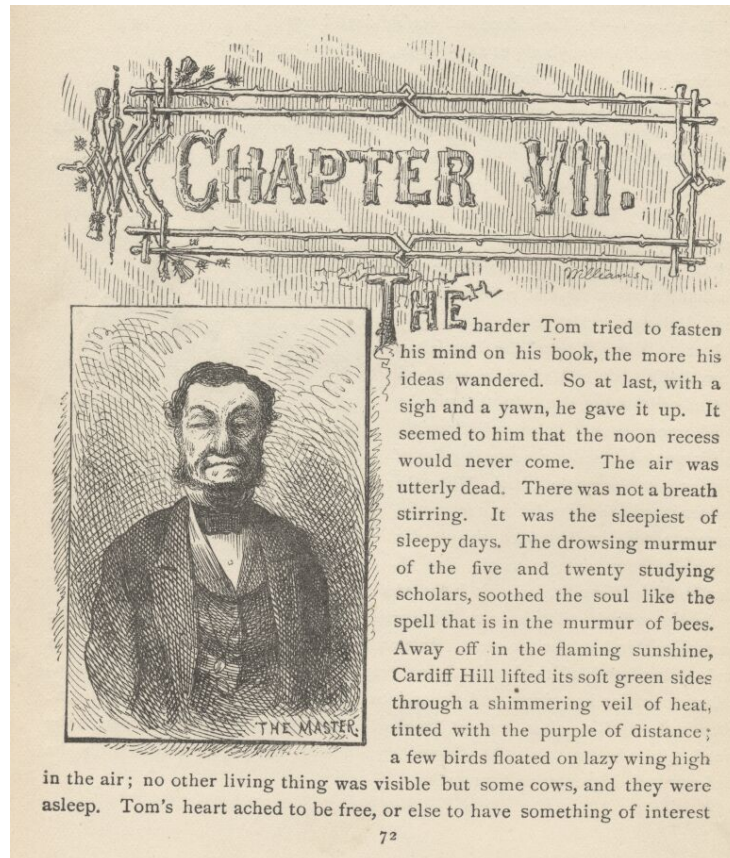 CHAPTER VII.
Williams
THE harder Tom tried to fasten
his mind on his book, the more his
ideas wandered. So at last, with a
sigh and a yawn, he gave it up. It
seemed to him that the noon recess
would never come. The air was
utterly dead. There was not a breath
stirring. It was the sleepiest of
sleepy days. The drowsing murmur
of the five and twenty studying
scholars, soothed the soul like the
spell that is in the murmur of bees.
Away off in the flaming sunshine,
Cardiff Hill lifted its soft green sides
through a shimmering veil of heat,
tinted with the purple of distance;
a few birds floated on lazy wing high
THE MASTER.
in the air; no other living thing was visible but some cows, and they were
asleep. Tom's heart ached to be free, or else to have something of interest
72